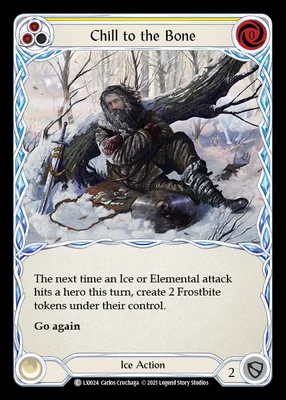 Chill to the Bone
0
The next time an Ice or Elemental attack
hits a hero this turn, create 2 Frostbite
tokens under their control.
Go again
Ice Action
2
C LXI024 Carlos Cruchaga © 2021 Legend Story Studios